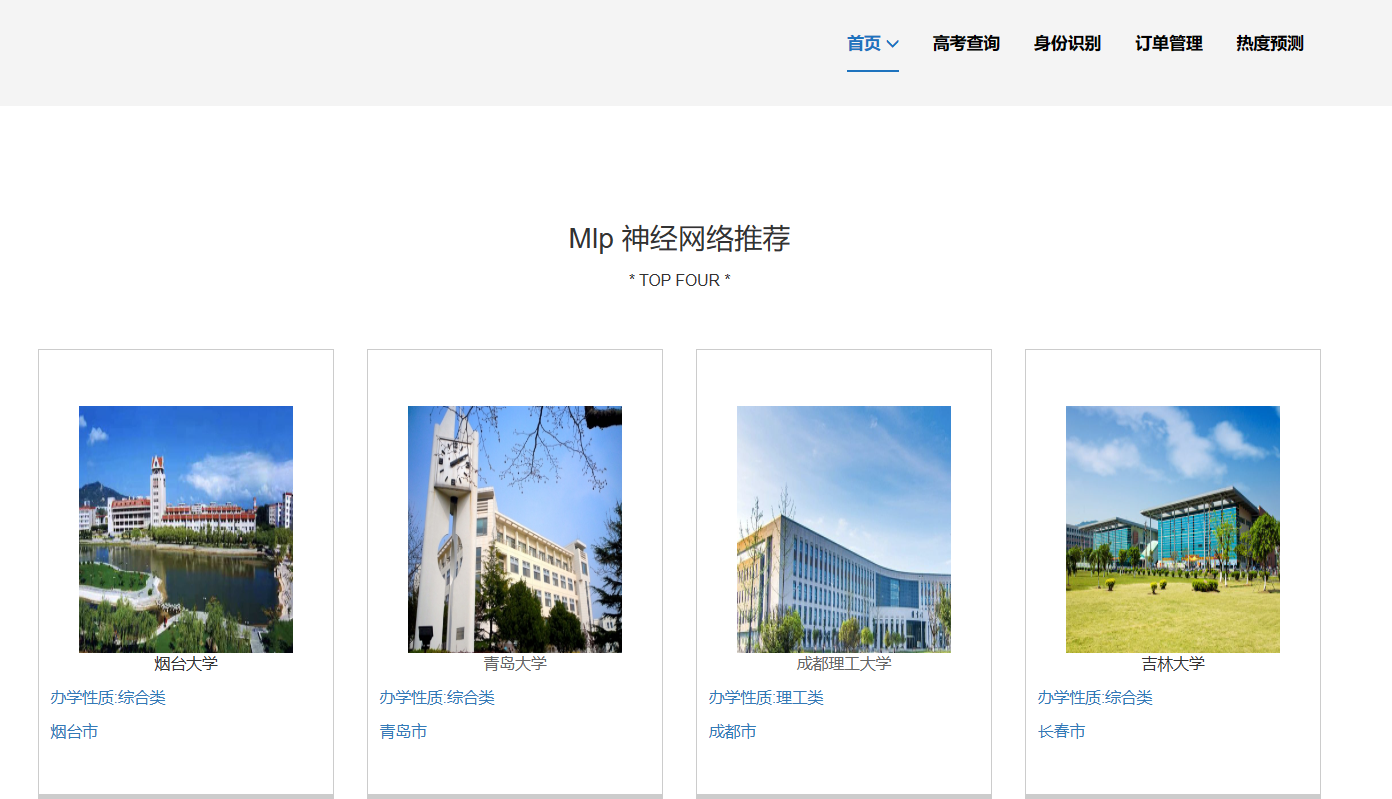 首页 高考查询 身份识别 订单管理 热度预测
Mlp 神经网络推荐
* TOP FOUR *
烟台大学 青岛大学 成都理工大学 吉林大学
办学性质:综合类 办学性质:综合类 办学性质:理工类 办学性质:综合类
烟台市 青岛市 成都市 长春市